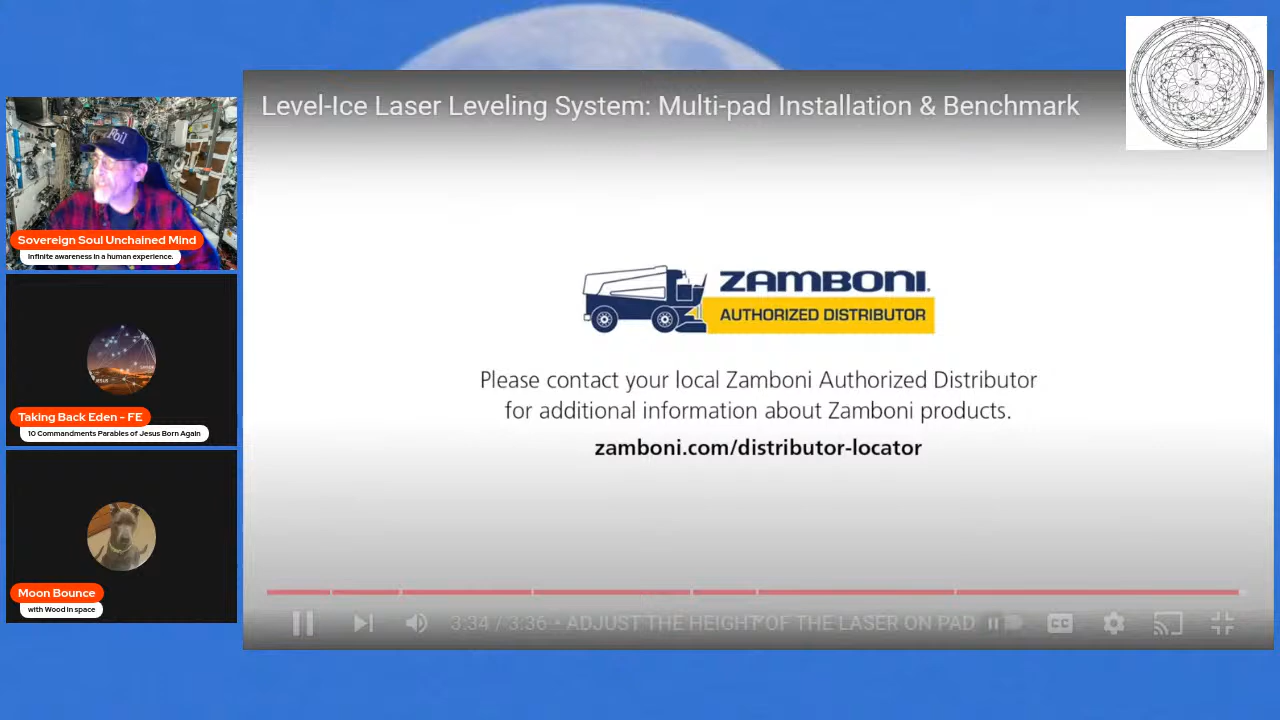 Level-Ice Laser Leveling System: Multi-pad Installation & Benchmark
Foil
Sovereign Soul Unchained Mind
Infinite awareness in a human experience.
Taking Back Eden - FE
10 Commandments Parables of Jesus Born Again
Moon Bounce
with Wood in space
ZAMBONI.
AUTHORIZED DISTRIBUTOR
Please contact your local Zamboni Authorized Distributor
for additional information about Zamboni products.
zamboni.com/distributor-locator
3:34 / 3:36 • ADJUST THE HEIGHT OF THE LASER ON PAD
CC